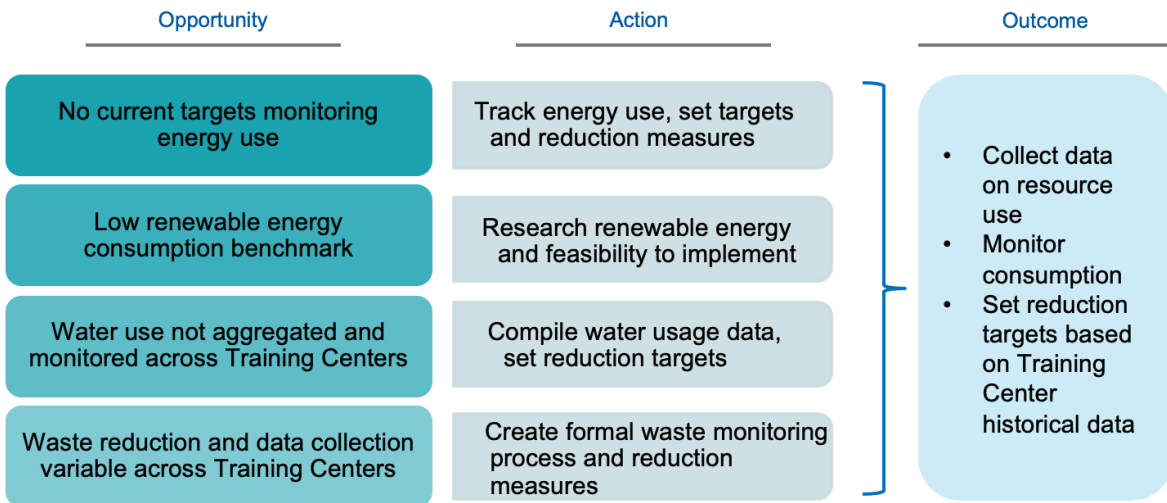 Opportunity
Action
Outcome
No current targets monitoring
energy use
Track energy use, set targets
and reduction measures
Low renewable energy
consumption benchmark
Research renewable energy
and feasibility to implement
Water use not aggregated and
monitored across Training Centers
Compile water usage data,
set reduction targets
Waste reduction and data collection
variable across Training Centers
Create formal waste monitoring
process and reduction
measures
• Collect data
on resource
use
• Monitor
consumption
• Set reduction
targets based
on Training
Center
historical data